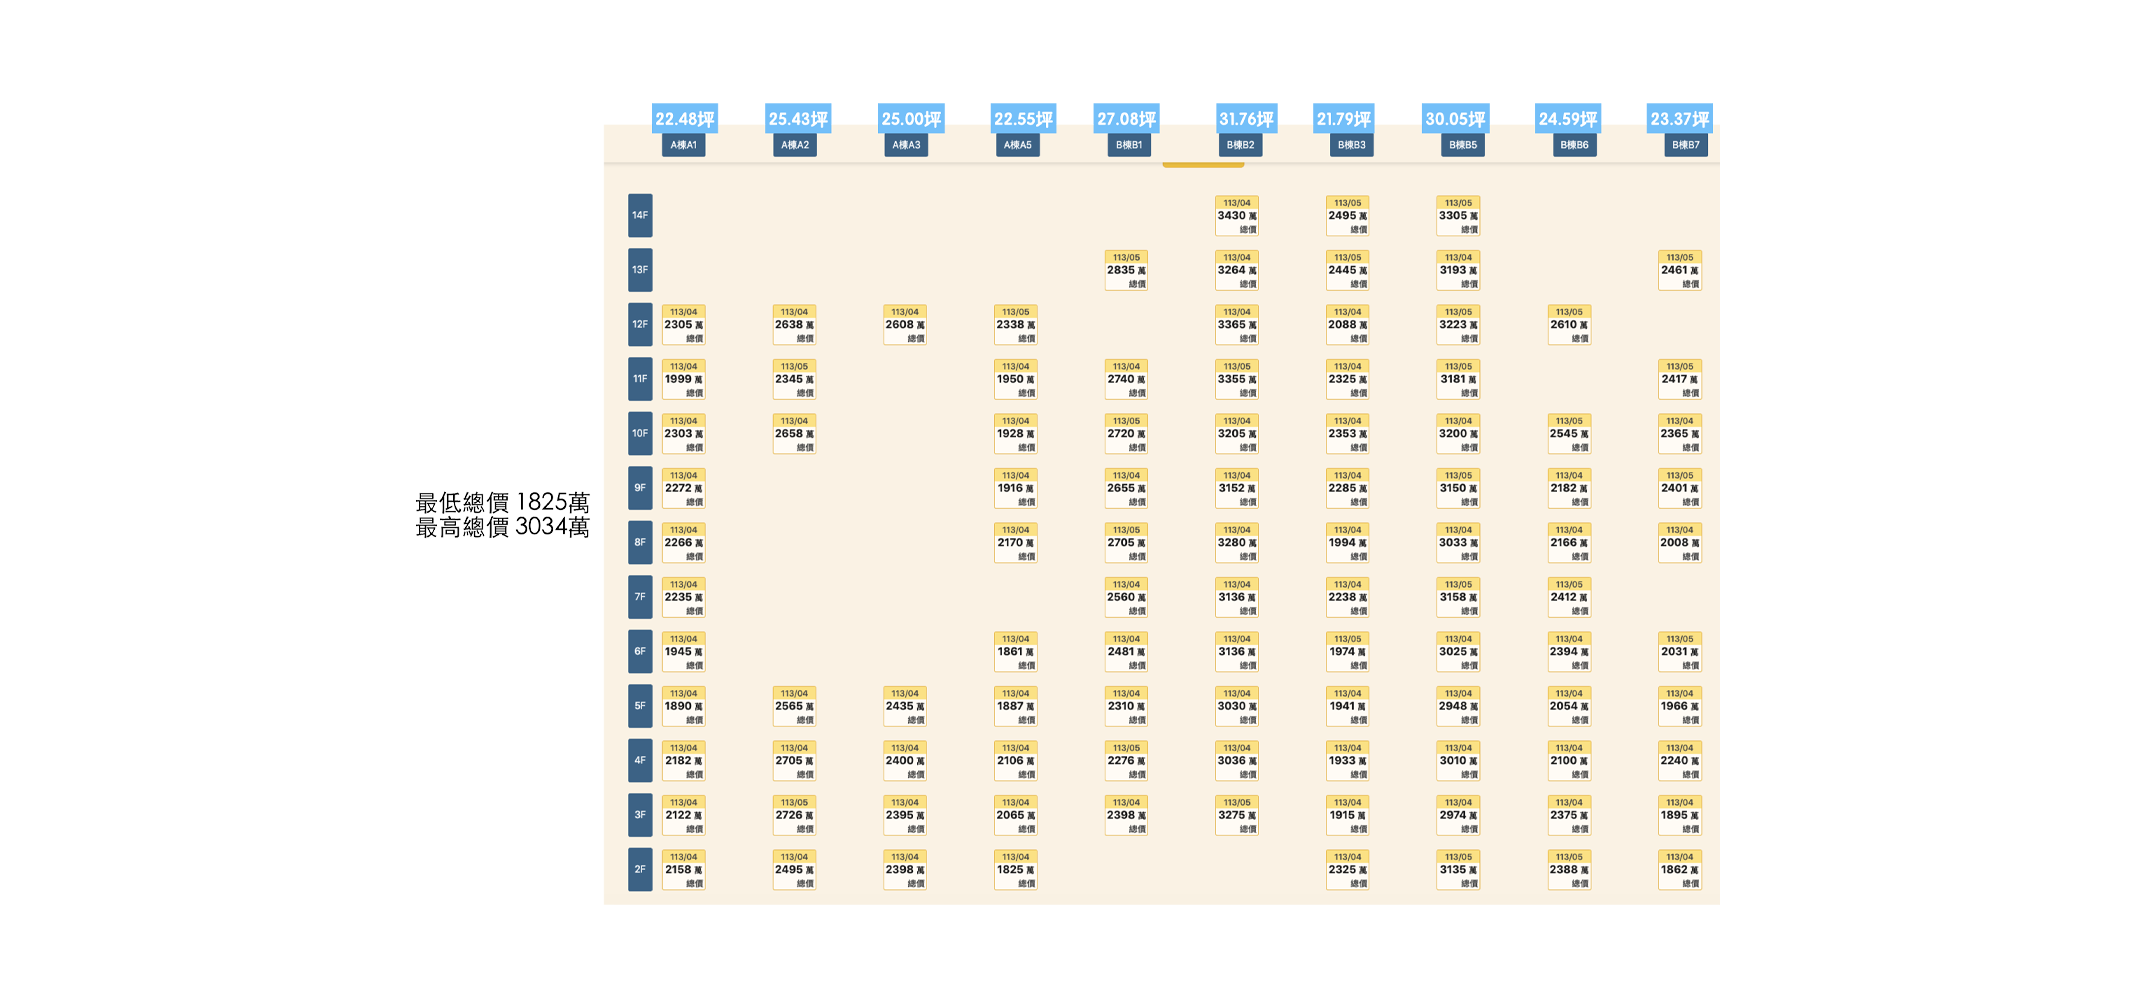 22.48坪 25.43坪 25.00坪 22.55坪 27.08坪 31.76坪 21.79坪 30.05坪 24.59坪 23.37坪
A棟A1 A棟A2 A棟A3 A棟A5 B棟B1 B棟B2 B棟B3 B棟B5 B棟B6 B棟B7
113/04 113/05 113/05
14F 3430 萬 2495 萬 3305 萬
總價 總價 總價
113/05 113/04 113/05 113/04 113/05
13F 2835 萬 3264 萬 2445 萬 3193 萬 2461 萬
總價 總價 總價 總價 總價
113/04 113/04 113/04 113/05 113/04 113/04 113/05 113/05
12F 2305 萬 2638 萬 2608 萬 2338 萬 3365 萬 2088 萬 3223 萬 2610 萬
總價 總價 總價 總價 總價 總價 總價 總價
113/04 113/05 113/04 113/04 113/05 113/04 113/05 113/05
11F 1999 萬 2345 萬 1950 萬 2740 萬 3355 萬 2325 萬 3181 萬 2417 萬
總價 總價 總價 總價 總價 總價 總價 總價
113/04 113/04 113/04 113/05 113/04 113/04 113/04 113/05 113/04
10F 2303 萬 2658 萬 1928 萬 2720 萬 3205 萬 2353 萬 3200 萬 2545 萬 2365 萬
總價 總價 總價 總價 總價 總價 總價 總價 總價
113/04 113/04 113/04 113/04 113/04 113/05 113/04 113/05
9F 2272 萬 1916 萬 2655 萬 3152 萬 2285 萬 3150 萬 2182 萬 2401 萬
總價 總價 總價 總價 總價 總價 總價 總價
最低總價 1825萬
最高總價 3034萬
113/04 113/04 113/05 113/04 113/04 113/04 113/04 113/04
8F 2266 萬 2170 萬 2705 萬 3280 萬 1994 萬 3033 萬 2166 萬 2008 萬
總價 總價 總價 總價 總價 總價 總價 總價
113/04 113/04 113/04 113/04 113/05 113/05
7F 2235 萬 2560 萬 3136 萬 2238 萬 3158 萬 2412 萬
總價 總價 總價 總價 總價 總價
113/04 113/04 113/04 113/04 113/05 113/04 113/04 113/05
6F 1945 萬 1861 萬 2481 萬 3136 萬 1974 萬 3025 萬 2394 萬 2031 萬
總價 總價 總價 總價 總價 總價 總價 總價
113/04 113/04 113/04 113/04 113/04 113/04 113/04 113/04 113/04 113/04
5F 1890 萬 2565 萬 2435 萬 1887 萬 2310 萬 3030 萬 1941 萬 2948 萬 2054 萬 1966 萬
總價 總價 總價 總價 總價 總價 總價 總價 總價 總價
113/04 113/04 113/04 113/04 113/05 113/04 113/04 113/04 113/04 113/04
4F 2182 萬 2705 萬 2400 萬 2106 萬 2276 萬 3036 萬 1933 萬 3010 萬 2100 萬 2240 萬
總價 總價 總價 總價 總價 總價 總價 總價 總價 總價
113/04 113/05 113/04 113/04 113/04 113/05 113/04 113/04 113/04 113/04
3F 2122 萬 2726 萬 2395 萬 2065 萬 2398 萬 3275 萬 1915 萬 2974 萬 2375 萬 1895 萬
總價 總價 總價 總價 總價 總價 總價 總價 總價 總價
113/04 113/04 113/04 113/04 113/04 113/05 113/05 113/04
2F 2158 萬 2495 萬 2398 萬 1825 萬 2325 萬 3135 萬 2388 萬 1862 萬
總價 總價 總價 總價 總價 總價 總價 總價